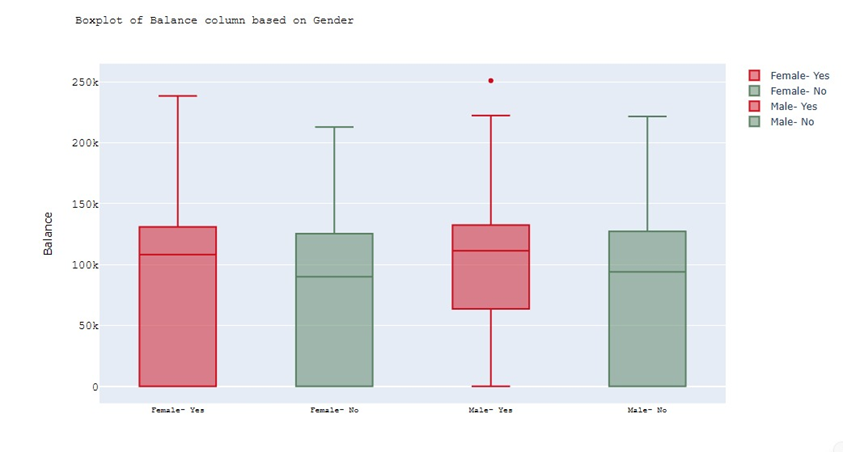 Boxplot of Balance column based on Gender
250k
200k
150k
100k
50k
0
Balance
Female- Yes
Female- No
Male- Yes
Male- No
Female- Yes
Female- No
Male- Yes
Male- No